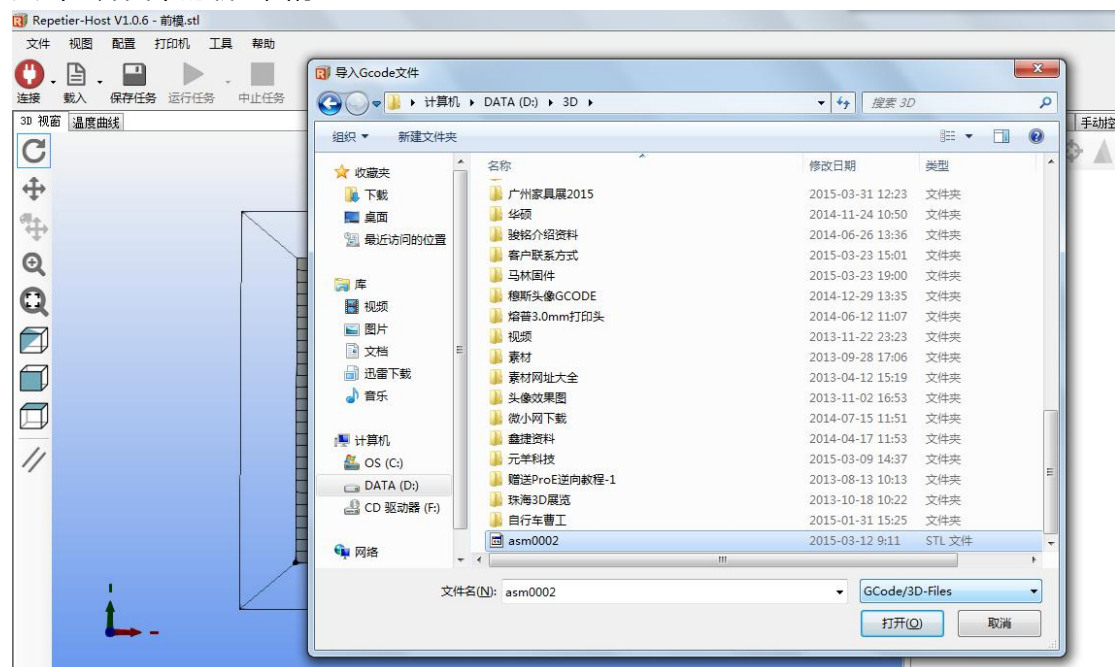 Repetier-Host V1.0.6 - 前模.stl
文件 视图 配置 打印机 工具 帮助
连接 载入 保存任务 运行任务 中止任务
3D 视窗 温度曲线
手动控
导入Gcode文件
计算机 DATA (D:) 3D
搜索 3D
组织 新建文件夹
收藏夹
下载
桌面
最近访问的位置
库
视频
图片
文档
迅雷下载
音乐
计算机
OS (C:)
DATA (D:)
CD 驱动器 (F:)
网络
名称 修改日期 类型
广州家具展2015 2015-03-31 12:23 文件夹
华硕 2014-11-24 10:50 文件夹
骏铭介绍资料 2014-06-26 13:36 文件夹
客户联系方式 2015-03-23 15:01 文件夹
马林固件 2015-03-23 19:00 文件夹
穆斯头像GCODE 2014-12-29 13:35 文件夹
熔普3.0mm打印头 2014-06-12 11:07 文件夹
视频 2013-11-22 23:23 文件夹
素材 2013-09-28 17:06 文件夹
素材网址大全 2013-04-12 15:19 文件夹
头像效果图 2013-11-02 16:53 文件夹
微小网下载 2014-07-15 11:51 文件夹
鑫捷资料 2014-04-17 11:53 文件夹
元羊科技 2015-03-09 14:37 文件夹
赠送ProE逆向教程-1 2013-08-13 10:13 文件夹
珠海3D展览 2013-10-18 10:22 文件夹
自行车曹工 2015-01-31 15:25 文件夹
asm0002 2015-03-12 9:11 STL 文件
文件名(N): asm0002
GCode/3D-Files
打开(O) 取消